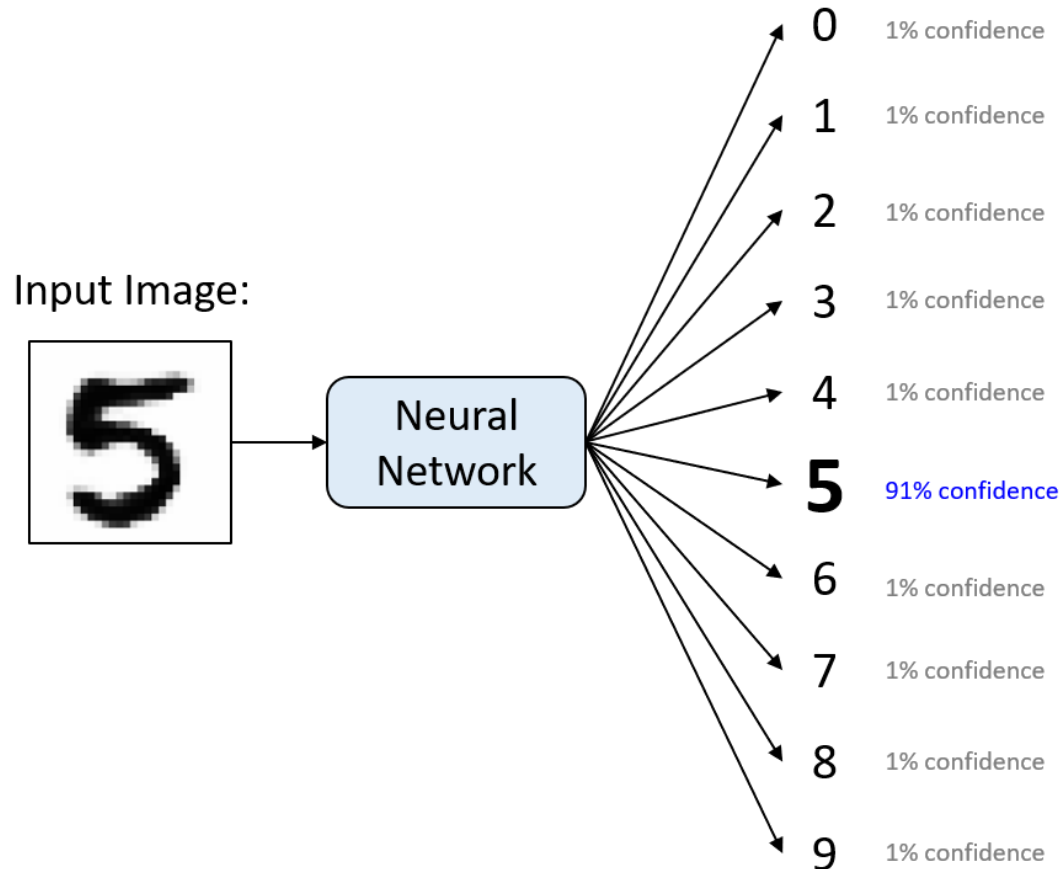 Input Image:
5
Neural
Network
0 1% confidence
1 1% confidence
2 1% confidence
3 1% confidence
4 1% confidence
5 91% confidence
6 1% confidence
7 1% confidence
8 1% confidence
9 1% confidence